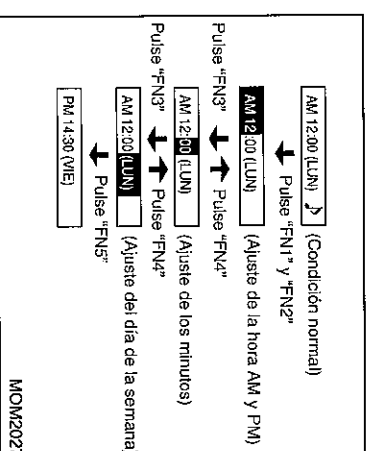 AM 12:00 (LUN) ♪ (Condición normal)
Pulse "FN1" y "FN2"
AM 12:00 (LUN) (Ajuste de la hora AM y PM)
Pulse "FN3" Pulse "FN4"
AM 12:00 (LUN) (Ajuste de los minutos)
Pulse "FN3" Pulse "FN4"
AM 12:00 (LUN) (Ajuste del día de la semana)
Pulse "FN5"
PM 14:30 (VIE)